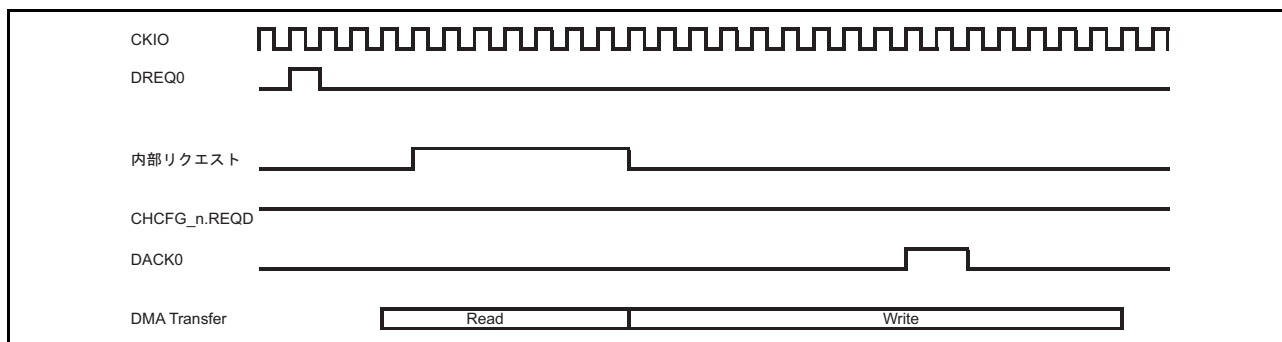 CKIO
DREQ0
内部リクエスト
CHCFG_n.REQD
DACK0
DMA Transfer Read Write